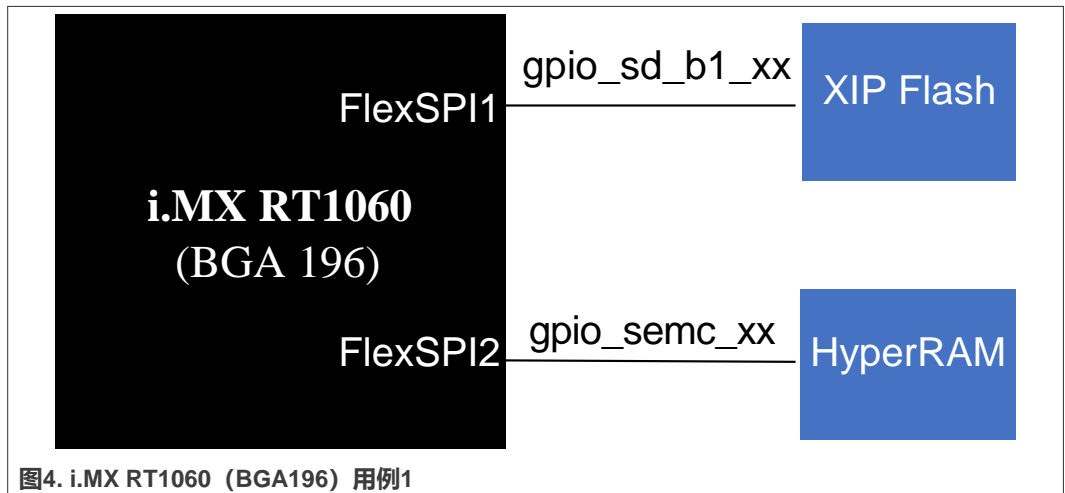 gpio_sd_b1_xx
FlexSPI1
XIP Flash
i.MX RT1060
(BGA 196)
gpio_semc_xx
FlexSPI2
HyperRAM
图4. i.MX RT1060（BGA196）用例1